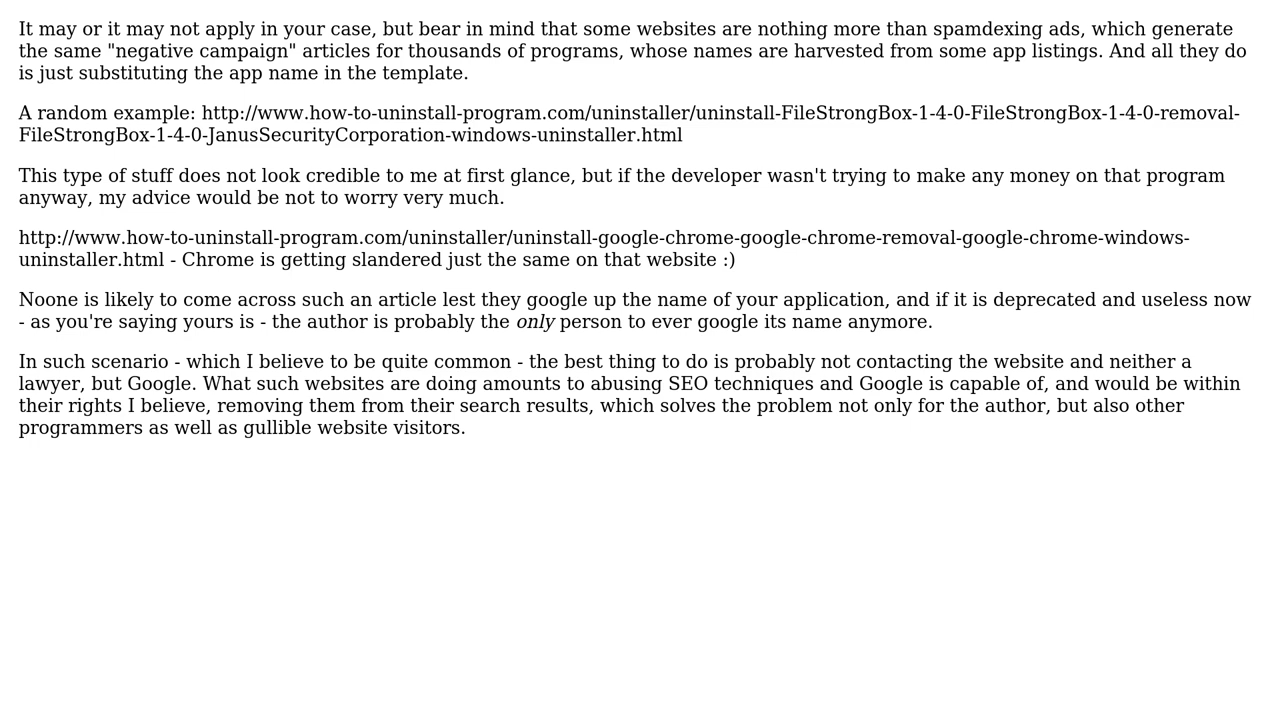 It may or it may not apply in your case, but bear in mind that some websites are nothing more than spamdexing ads, which generate
the same "negative campaign" articles for thousands of programs, whose names are harvested from some app listings. And all they do
is just substituting the app name in the template.
A random example: http://www.how-to-uninstall-program.com/uninstaller/uninstall-FileStrongBox-1-4-0-FileStrongBox-1-4-0-removal-
FileStrongBox-1-4-0-JanusSecurityCorporation-windows-uninstaller.html
This type of stuff does not look credible to me at first glance, but if the developer wasn't trying to make any money on that program
anyway, my advice would be not to worry very much.
http://www.how-to-uninstall-program.com/uninstaller/uninstall-google-chrome-google-chrome-removal-google-chrome-windows-
uninstaller.html - Chrome is getting slandered just the same on that website :)
Noone is likely to come across such an article lest they google up the name of your application, and if it is deprecated and useless now
- as you're saying yours is - the author is probably the only person to ever google its name anymore.
In such scenario - which I believe to be quite common - the best thing to do is probably not contacting the website and neither a
lawyer, but Google. What such websites are doing amounts to abusing SEO techniques and Google is capable of, and would be within
their rights I believe, removing them from their search results, which solves the problem not only for the author, but also other
programmers as well as gullible website visitors.